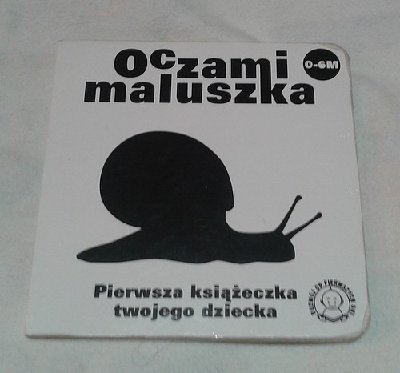 Oczami
maluszka
0-6M
Pierwsza książeczka
twojego dziecka